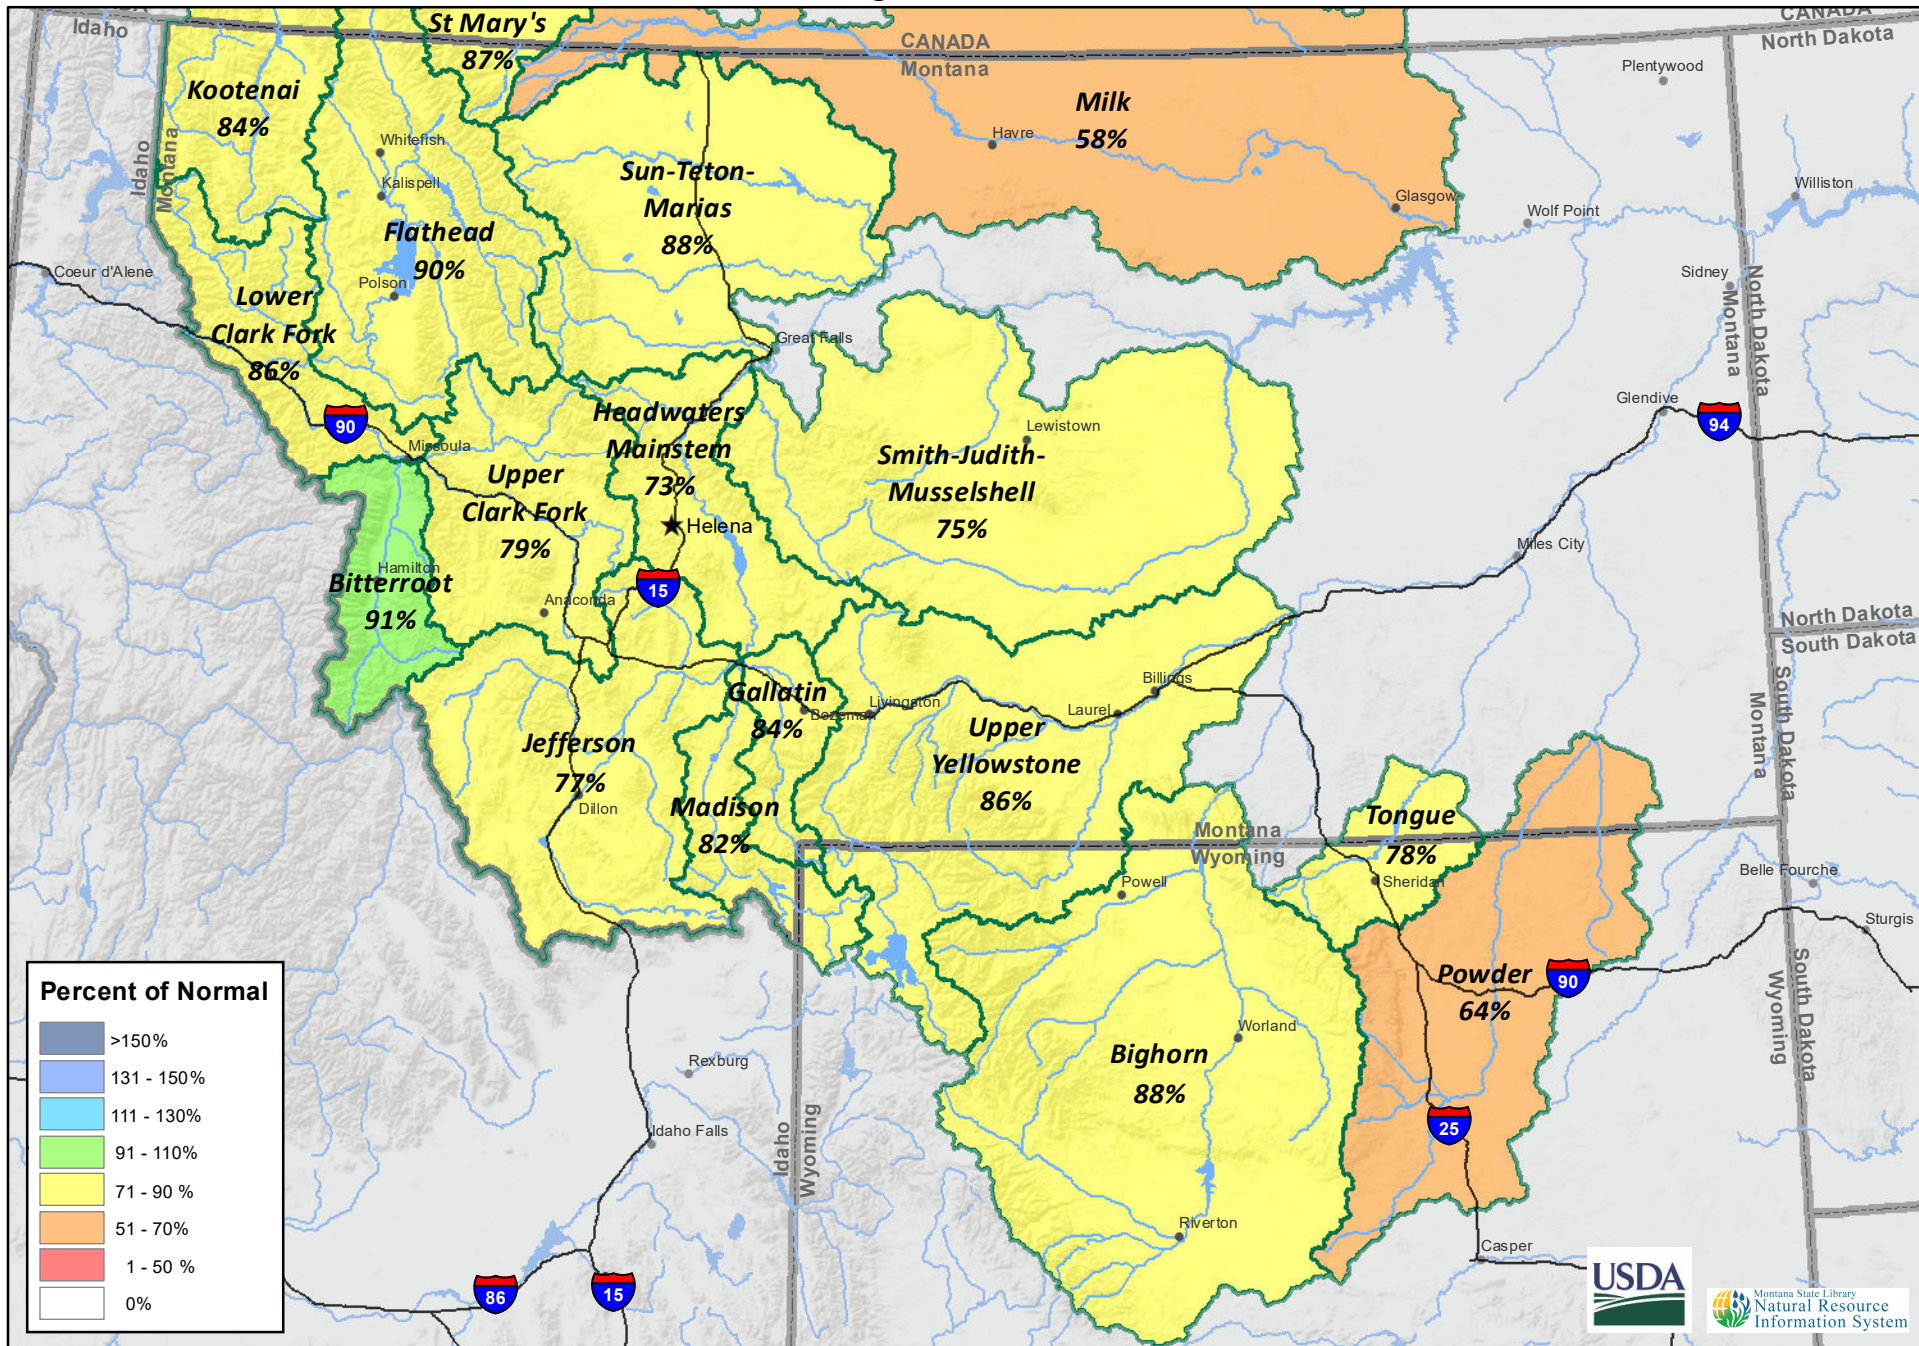 Idaho
St Mary's
87%
CANADA
Montana
CANADA
North Dakota
Plentywood
Kootenai
84%
Milk
58%
Havre
Whitefish
Idaho
Montana
Kalispell
Sun-Teton-
Marias
88%
Glasgow
Wolf Point
Williston
Flathead
90%
Polson
Coeur d'Alene
Sidney
North Dakota
Montana
Lower
Clark Fork
86%
Great Falls
90
Missoula
Headwaters
Mainstem
73%
Helena
Lewistown
Glendive
94
Smith-Judith-
Musselshell
75%
Upper
Clark Fork
79%
Miles City
Hamilton
Bitterroot
91%
Anaconda
15
North Dakota
South Dakota
South Dakota
Montana
Gallatin
84%
Bozeman
Livingston
Billings
Laurel
Upper
Yellowstone
86%
Jefferson
77%
Dillon
Madison
82%
Montana
Wyoming
Tongue
78%
Sheridan
Powell
Belle Fourche
Sturgis
Powder
64%
90
South Dakota
Wyoming
Worland
Bighorn
88%
Rexburg
Idaho Falls
Idaho
Wyoming
25
Riverton
Casper
86
15
Percent of Normal
>150%
131 - 150%
111 - 130%
91 - 110%
71 - 90 %
51 - 70%
1 - 50 %
0%
USDA
Montana State Library
Natural Resource
Information System